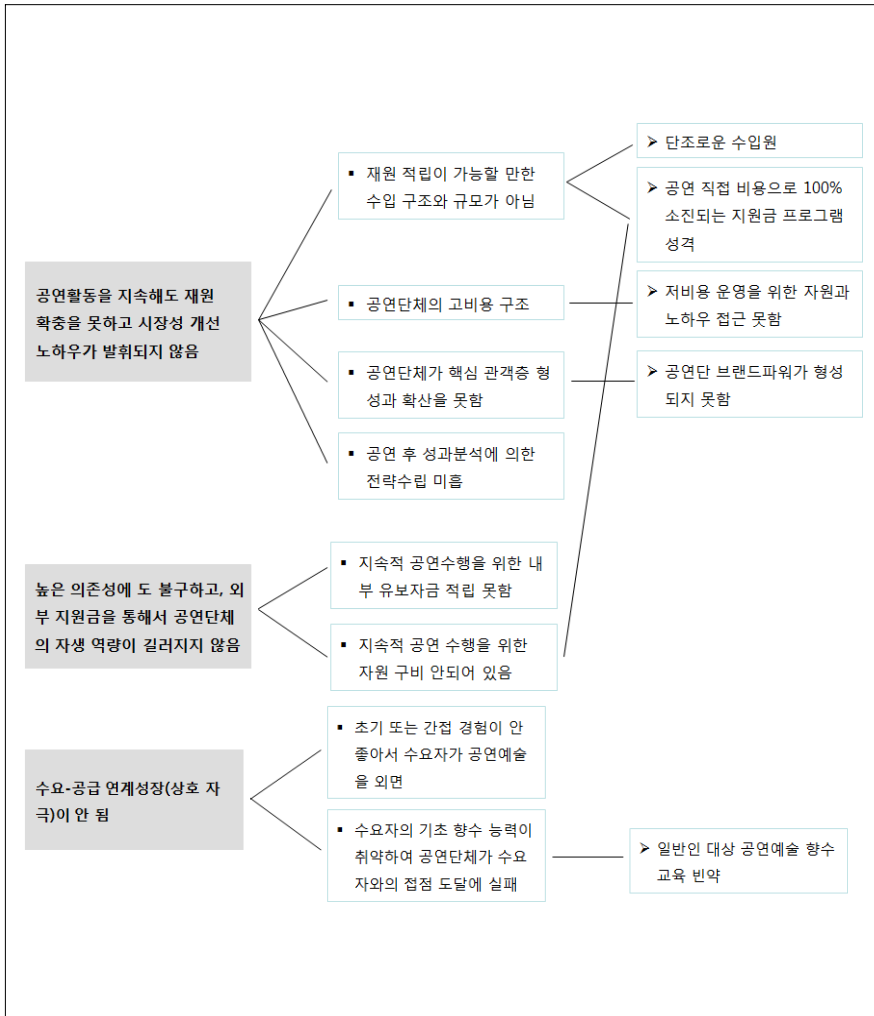 공연활동을 지속해도 재원
확충을 못하고 시장성 개선
노하우가 발휘되지 않음
▪ 재원 적립이 가능할 만한
수입 구조와 규모가 아님
▪ 공연단체의 고비용 구조
▪ 공연단체가 핵심 관객층 형
성과 확산을 못함
▪ 공연 후 성과분석에 의한
전략수립 미흡
➢ 단조로운 수입원
➢ 공연 직접 비용으로 100%
소진되는 지원금 프로그램
성격
➢ 저비용 운영을 위한 자원과
노하우 접근 못함
➢ 공연단 브랜드파워가 형성
되지 못함
높은 의존성에 도 불구하고, 외
부 지원금을 통해서 공연단체
의 자생 역량이 길러지지 않음
▪ 지속적 공연수행을 위한 내
부 유보자금 적립 못함
▪ 지속적 공연 수행을 위한
자원 구비 안되어 있음
수요-공급 연계성장(상호 자
극)이 안 됨
▪ 초기 또는 간접 경험이 안
좋아서 수요자가 공연예술
을 외면
▪ 수요자의 기초 향수 능력이
취약하여 공연단체가 수요
자와의 접점 도달에 실패
➢ 일반인 대상 공연예술 향수
교육 빈약